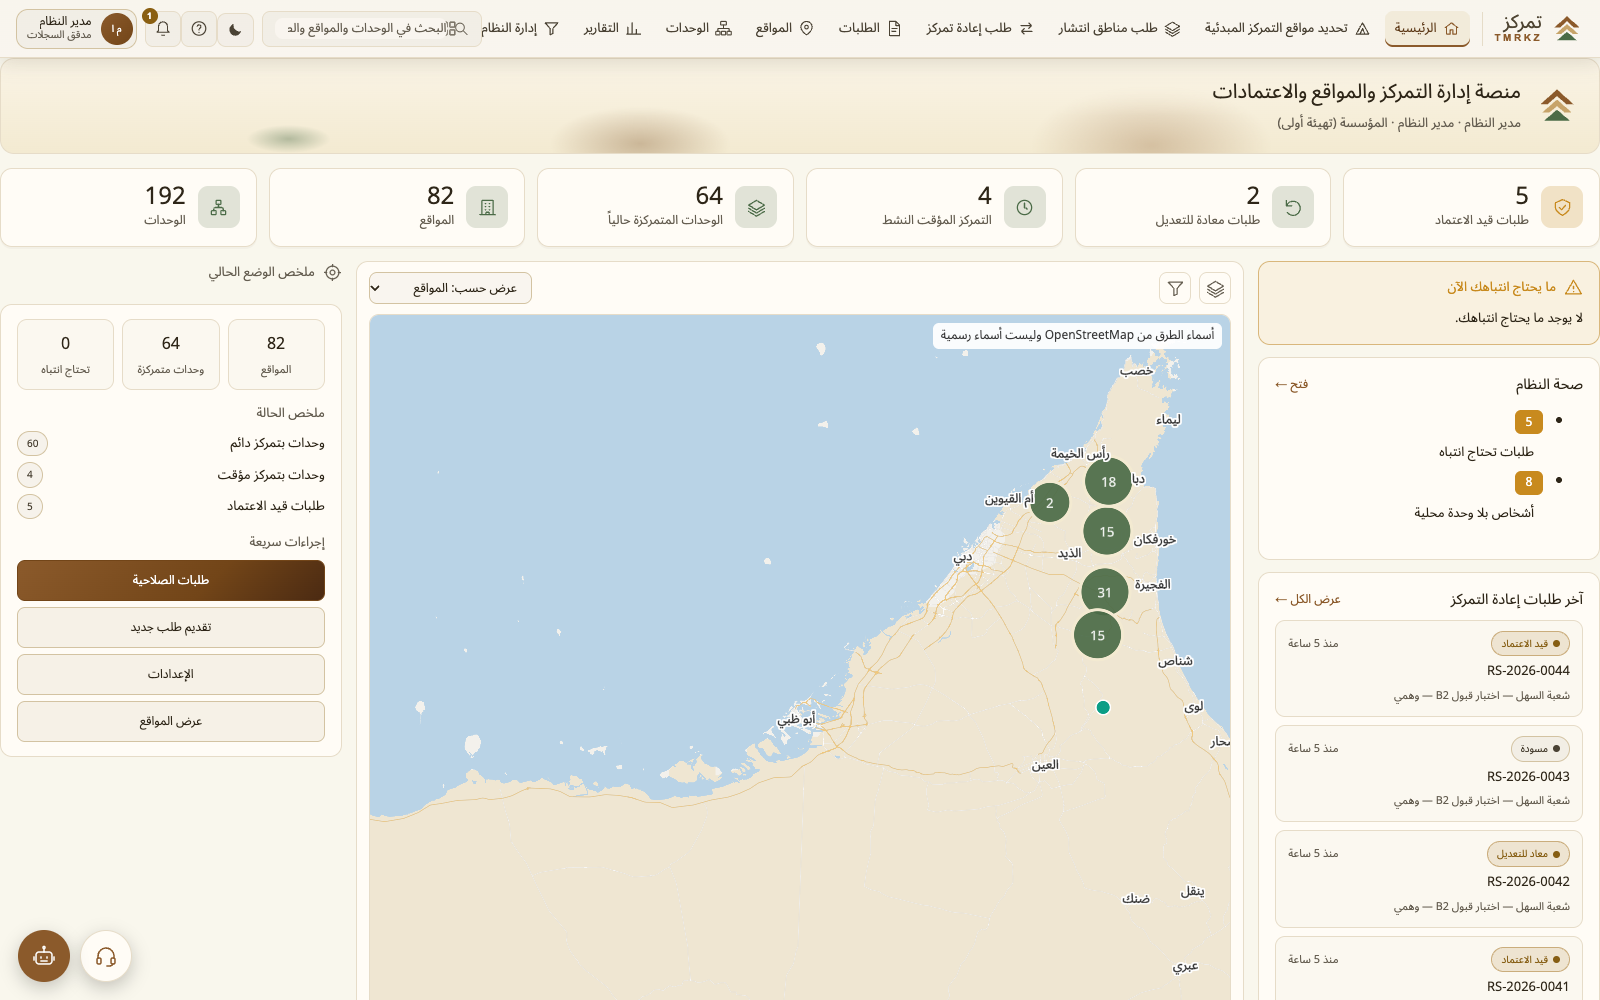 تمركز
TMRKZ
الرئيسية
تحديد مواقع التمركز المبدئية
طلب مناطق انتشار
طلب إعادة تمركز
الطلبات
المواقع
الوحدات
التقارير
إدارة النظام
البحث في الوحدات والمواقع والم
1
م ا
مدير النظام
مدقق السجلات
منصة إدارة التمركز والمواقع والاعتمادات
مدير النظام · مدير النظام · المؤسسة (تهيئة أولى)
5
طلبات قيد الاعتماد
2
طلبات معادة للتعديل
4
التمركز المؤقت النشط
64
الوحدات المتمركزة حالياً
82
المواقع
192
الوحدات
ما يحتاج انتباهك الآن
لا يوجد ما يحتاج انتباهك.
صحة النظام
فتح ←
5
طلبات تحتاج انتباه
8
أشخاص بلا وحدة محلية
آخر طلبات إعادة التمركز
عرض الكل ←
قيد الاعتماد
منذ 5 ساعة
RS-2026-0044
شعبة السهل — اختبار قبول B2 — وهمي
مسودة
منذ 5 ساعة
RS-2026-0043
شعبة السهل — اختبار قبول B2 — وهمي
معاد للتعديل
منذ 5 ساعة
RS-2026-0042
شعبة السهل — اختبار قبول B2 — وهمي
قيد الاعتماد
منذ 5 ساعة
RS-2026-0041
عرض حسب: المواقع
أسماء الطرق من OpenStreetMap وليست أسماء رسمية
خصب
ليماء
رأس الخيمة
18
دبا
2
أم القيوين
15
خورفكان
الذيد
دبي
31
الفجيرة
15
شناص
لوى
أبو ظبي
صحار
العين
ينقل
ضنك
عبري
ملخص الوضع الحالي
82
المواقع
64
وحدات متمركزة
0
تحتاج انتباه
ملخص الحالة
وحدات بتمركز دائم
60
وحدات بتمركز مؤقت
4
طلبات قيد الاعتماد
5
إجراءات سريعة
طلبات الصلاحية
تقديم طلب جديد
الإعدادات
عرض المواقع